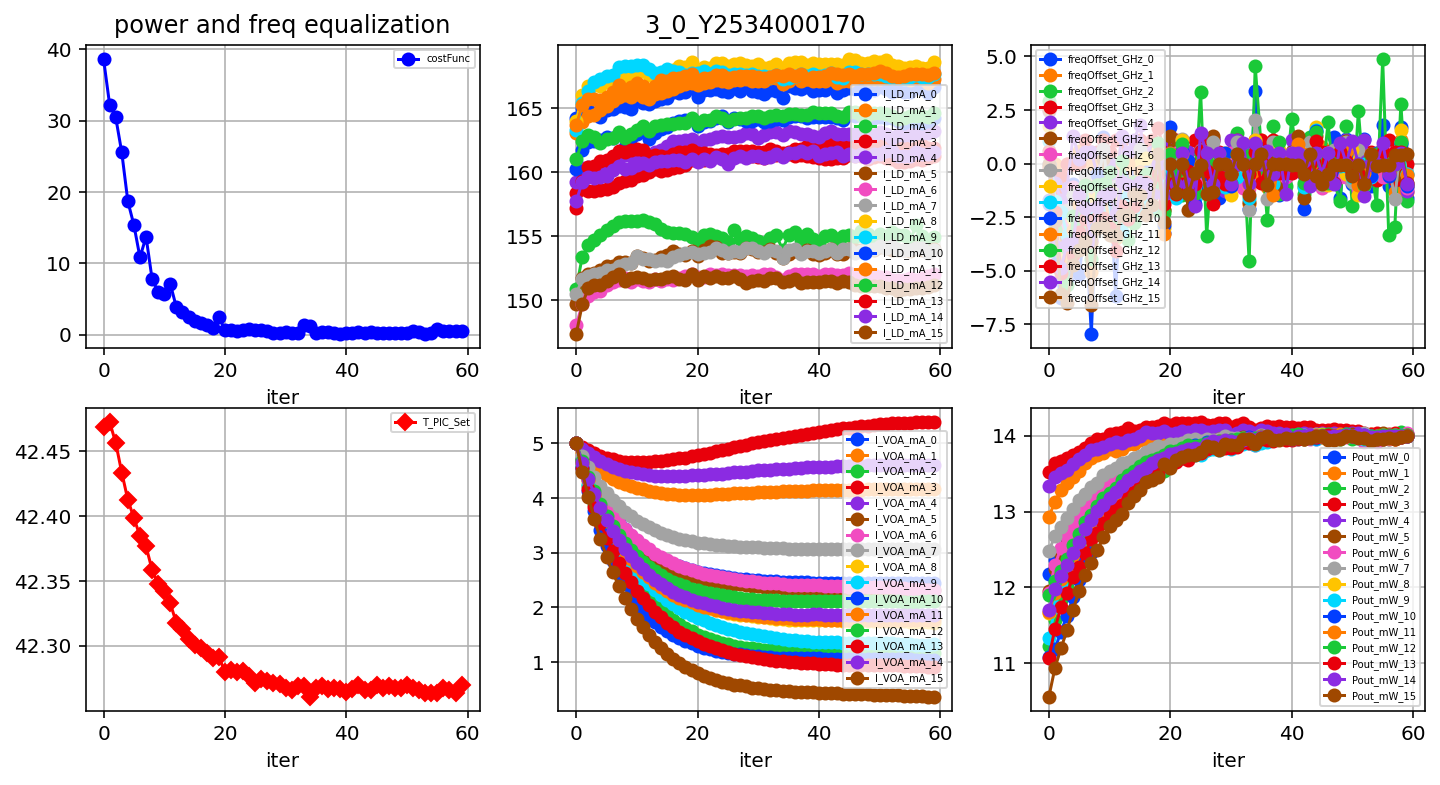 power and freq equalization
40
30
20
10
0
0
20
40
60
iter
costFunc
3_0_Y2534000170
165
160
155
150
0
20
40
60
iter
I_LD_mA_0
I_LD_mA_1
I_LD_mA_2
I_LD_mA_3
I_LD_mA_4
I_LD_mA_5
I_LD_mA_6
I_LD_mA_7
I_LD_mA_8
I_LD_mA_9
I_LD_mA_10
I_LD_mA_11
I_LD_mA_12
I_LD_mA_13
I_LD_mA_14
I_LD_mA_15
5.0
2.5
0.0
−2.5
−5.0
−7.5
0
20
40
60
iter
freqOffset_GHz_0
freqOffset_GHz_1
freqOffset_GHz_2
freqOffset_GHz_3
freqOffset_GHz_4
freqOffset_GHz_5
freqOffset_GHz_6
freqOffset_GHz_7
freqOffset_GHz_8
freqOffset_GHz_9
freqOffset_GHz_10
freqOffset_GHz_11
freqOffset_GHz_12
freqOffset_GHz_13
freqOffset_GHz_14
freqOffset_GHz_15
42.45
42.40
42.35
42.30
0
20
40
60
iter
T_PIC_Set
5
4
3
2
1
0
20
40
60
iter
I_VOA_mA_0
I_VOA_mA_1
I_VOA_mA_2
I_VOA_mA_3
I_VOA_mA_4
I_VOA_mA_5
I_VOA_mA_6
I_VOA_mA_7
I_VOA_mA_8
I_VOA_mA_9
I_VOA_mA_10
I_VOA_mA_11
I_VOA_mA_12
I_VOA_mA_13
I_VOA_mA_14
I_VOA_mA_15
14
13
12
11
0
20
40
60
iter
Pout_mW_0
Pout_mW_1
Pout_mW_2
Pout_mW_3
Pout_mW_4
Pout_mW_5
Pout_mW_6
Pout_mW_7
Pout_mW_8
Pout_mW_9
Pout_mW_10
Pout_mW_11
Pout_mW_12
Pout_mW_13
Pout_mW_14
Pout_mW_15